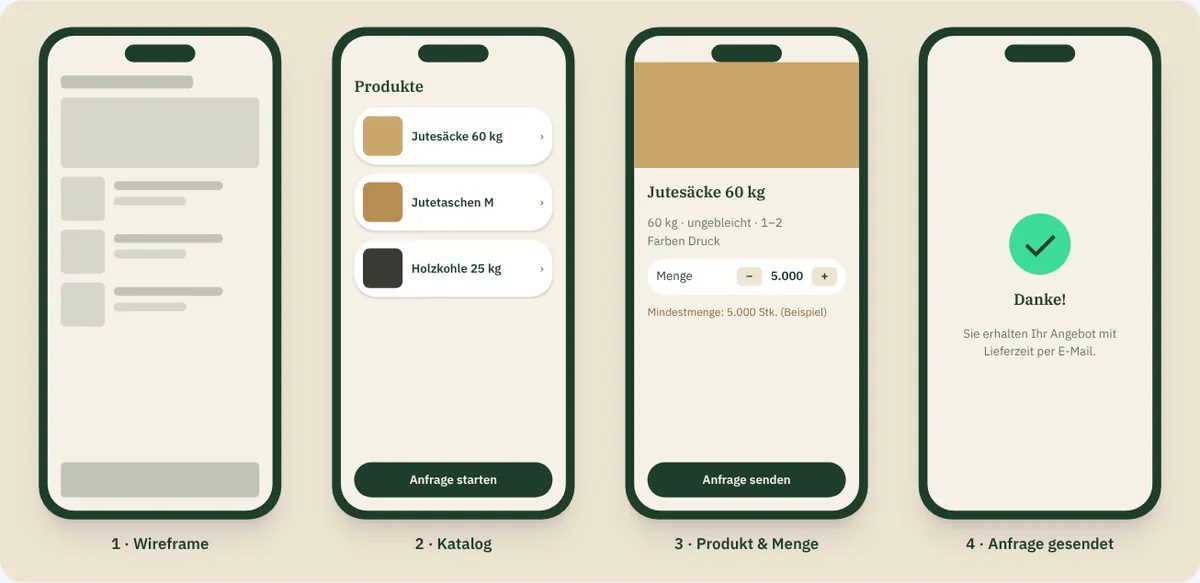 Produkte
Jutesäcke 60 kg
›
Jutetaschen M
›
Holzkohle 25 kg
›
Anfrage starten
Jutesäcke 60 kg
60 kg · ungebleicht · 1–2
Farben Druck
Menge − 5.000 +
Mindestmenge: 5.000 Stk. (Beispiel)
Anfrage senden
Danke!
Sie erhalten Ihr Angebot mit
Lieferzeit per E-Mail.
1 · Wireframe
2 · Katalog
3 · Produkt & Menge
4 · Anfrage gesendet